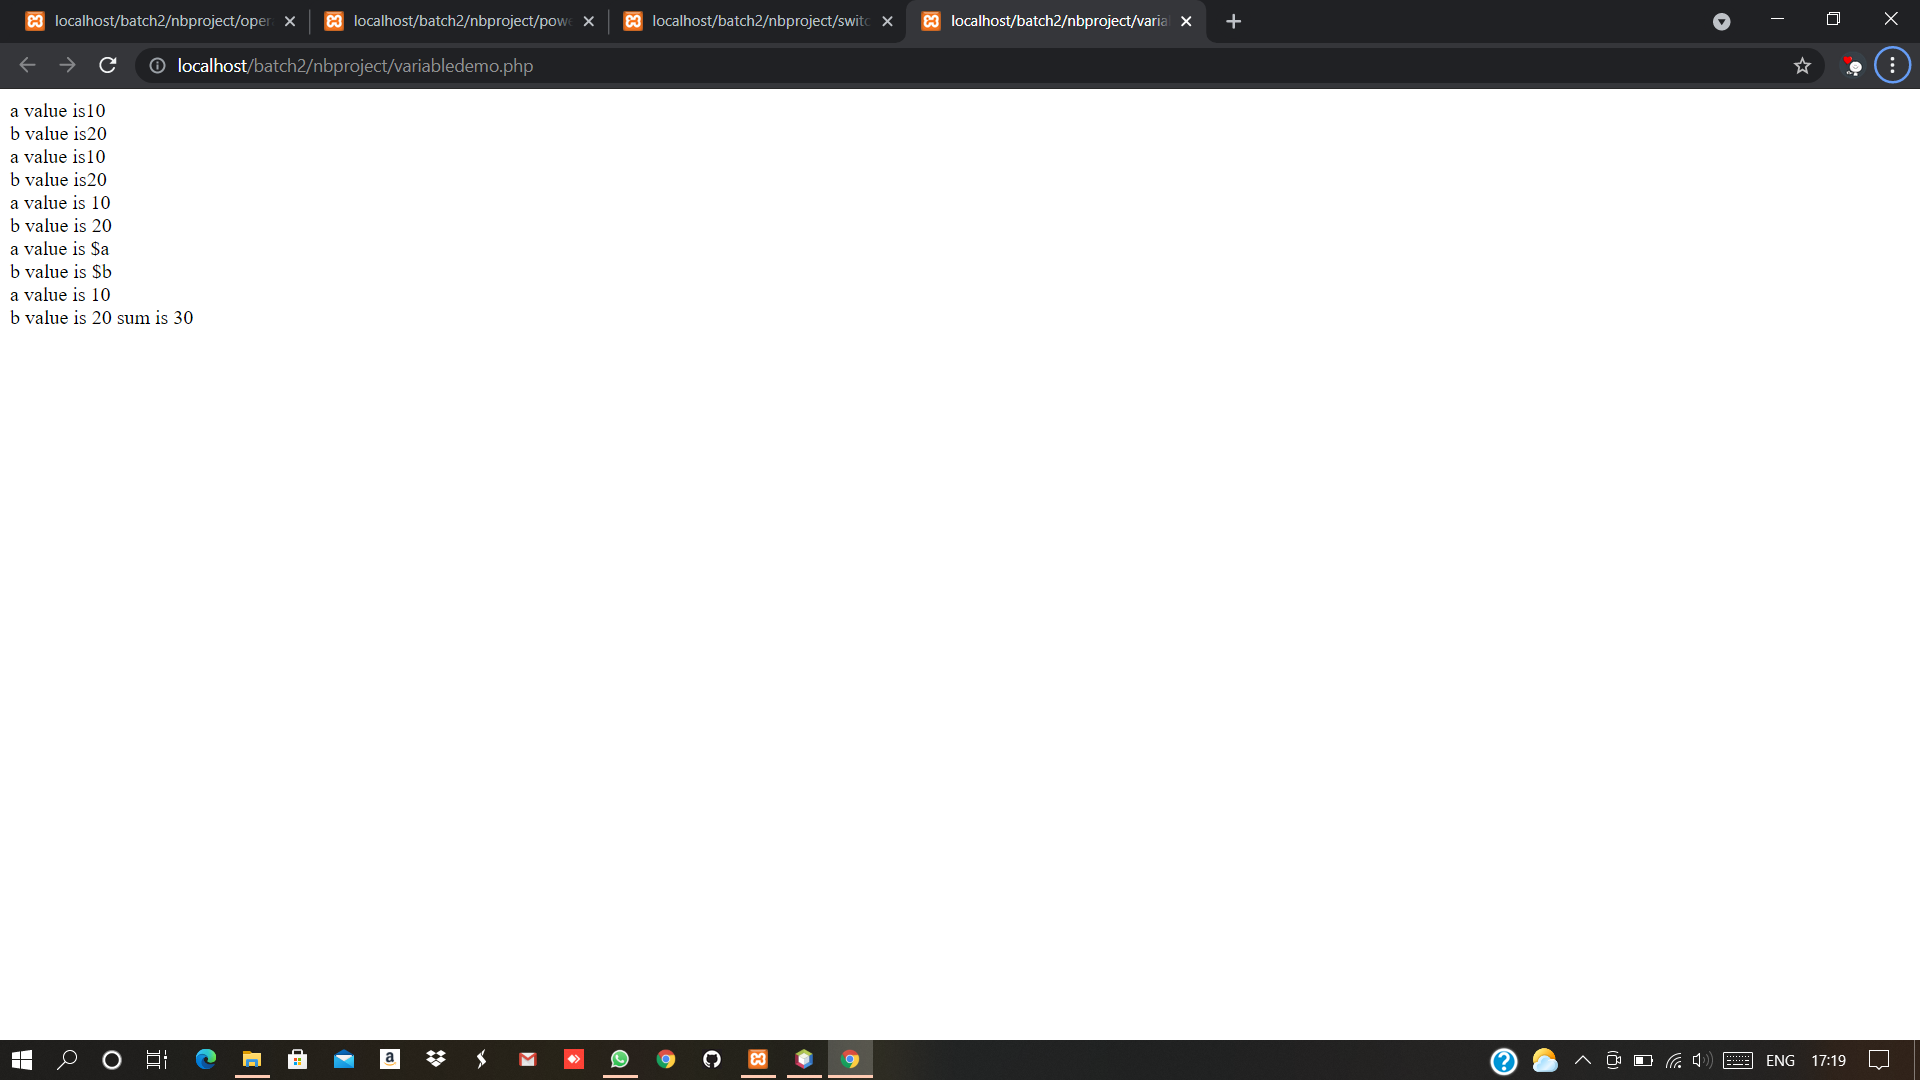 localhost/batch2/nbproject/oper
localhost/batch2/nbproject/powe
localhost/batch2/nbproject/switc
localhost/batch2/nbproject/varia
localhost/batch2/nbproject/variabledemo.php
a value is10
b value is20
a value is10
b value is20
a value is 10
b value is 20
a value is $a
b value is $b
a value is 10
b value is 20 sum is 30
ENG
17:19